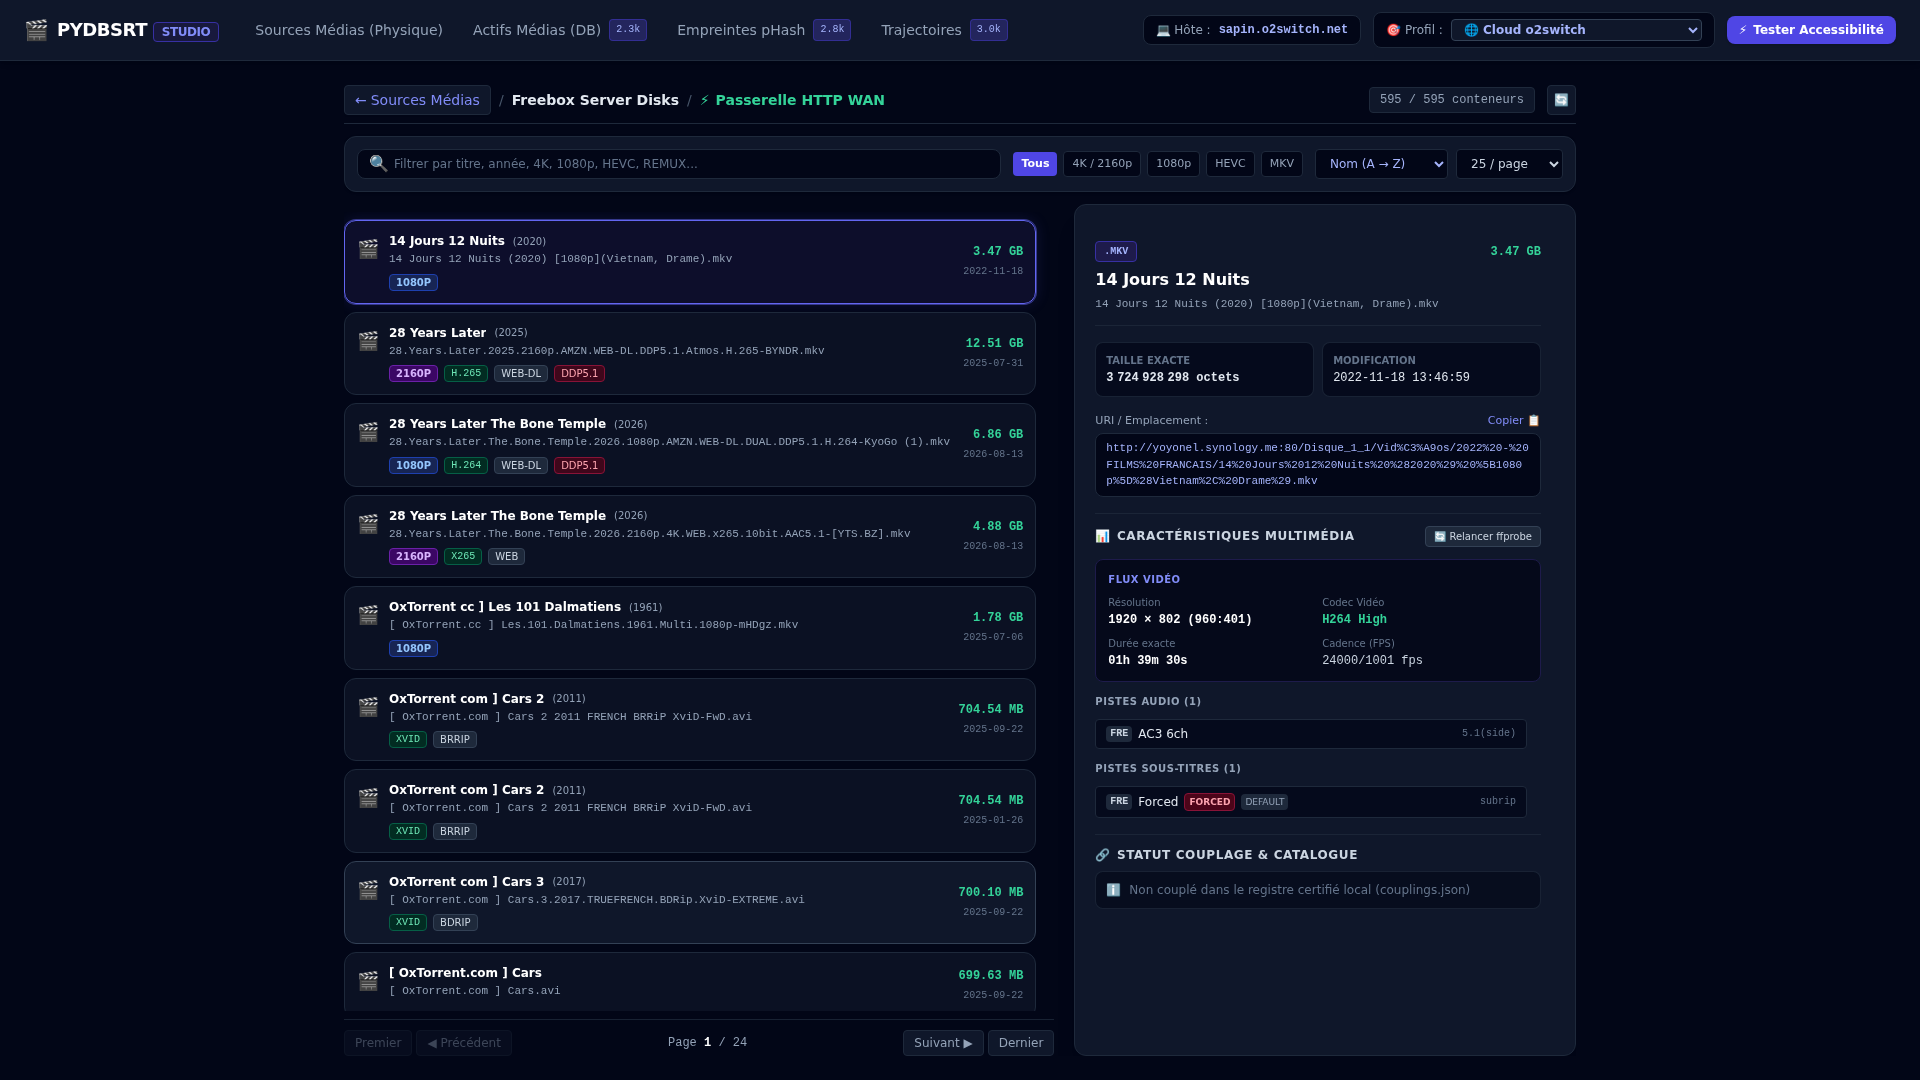 PYDBSRT STUDIO
Sources Médias (Physique)
Actifs Médias (DB) 2.3k
Empreintes pHash 2.8k
Trajectoires 3.0k
Hôte : sapin.o2switch.net
Profil : Cloud o2switch
⚡ Tester Accessibilité
← Sources Médias / Freebox Server Disks / ⚡ Passerelle HTTP WAN
595 / 595 conteneurs
Filtrer par titre, année, 4K, 1080p, HEVC, REMUX...
Tous
4K / 2160p
1080p
HEVC
MKV
Nom (A → Z)
25 / page
14 Jours 12 Nuits (2020)
14 Jours 12 Nuits (2020) [1080p](Vietnam, Drame).mkv
1080P
3.47 GB
2022-11-18
28 Years Later (2025)
28.Years.Later.2025.2160p.AMZN.WEB-DL.DDP5.1.Atmos.H.265-BYNDR.mkv
2160P H.265 WEB-DL DDP5.1
12.51 GB
2025-07-31
28 Years Later The Bone Temple (2026)
28.Years.Later.The.Bone.Temple.2026.1080p.AMZN.WEB-DL.DUAL.DDP5.1.H.264-KyoGo (1).mkv
1080P H.264 WEB-DL DDP5.1
6.86 GB
2026-08-13
28 Years Later The Bone Temple (2026)
28.Years.Later.The.Bone.Temple.2026.2160p.4K.WEB.x265.10bit.AAC5.1-[YTS.BZ].mkv
2160P X265 WEB
4.88 GB
2026-08-13
OxTorrent cc ] Les 101 Dalmatiens (1961)
[ OxTorrent.cc ] Les.101.Dalmatiens.1961.Multi.1080p-mHDgz.mkv
1080P
1.78 GB
2025-07-06
OxTorrent com ] Cars 2 (2011)
[ OxTorrent.com ] Cars 2 2011 FRENCH BRRiP XviD-FwD.avi
XVID BRRIP
704.54 MB
2025-09-22
OxTorrent com ] Cars 2 (2011)
[ OxTorrent.com ] Cars 2 2011 FRENCH BRRiP XviD-FwD.avi
XVID BRRIP
704.54 MB
2025-01-26
OxTorrent com ] Cars 3 (2017)
[ OxTorrent.com ] Cars.3.2017.TRUEFRENCH.BDRip.XviD-EXTREME.avi
XVID BDRIP
700.10 MB
2025-09-22
[ OxTorrent.com ] Cars
[ OxTorrent.com ] Cars.avi
699.63 MB
2025-09-22
Premier
◀ Précédent
Page 1 / 24
Suivant ▶
Dernier
.MKV
3.47 GB
14 Jours 12 Nuits
14 Jours 12 Nuits (2020) [1080p](Vietnam, Drame).mkv
TAILLE EXACTE
3 724 928 298 octets
MODIFICATION
2022-11-18 13:46:59
URI / Emplacement :
Copier
http://yoyonel.synology.me:80/Disque_1_1/Vid%C3%A9os/2022%20-%20
FILMS%20FRANCAIS/14%20Jours%2012%20Nuits%20%282020%29%20%5B1080
p%5D%28Vietnam%2C%20Drame%29.mkv
CARACTÉRISTIQUES MULTIMÉDIA
Relancer ffprobe
FLUX VIDÉO
Résolution
1920 × 802 (960:401)
Codec Vidéo
H264 High
Durée exacte
01h 39m 30s
Cadence (FPS)
24000/1001 fps
PISTES AUDIO (1)
FRE AC3 6ch 5.1(side)
PISTES SOUS-TITRES (1)
FRE Forced FORCED DEFAULT subrip
STATUT COUPLAGE & CATALOGUE
Non couplé dans le registre certifié local (couplings.json)